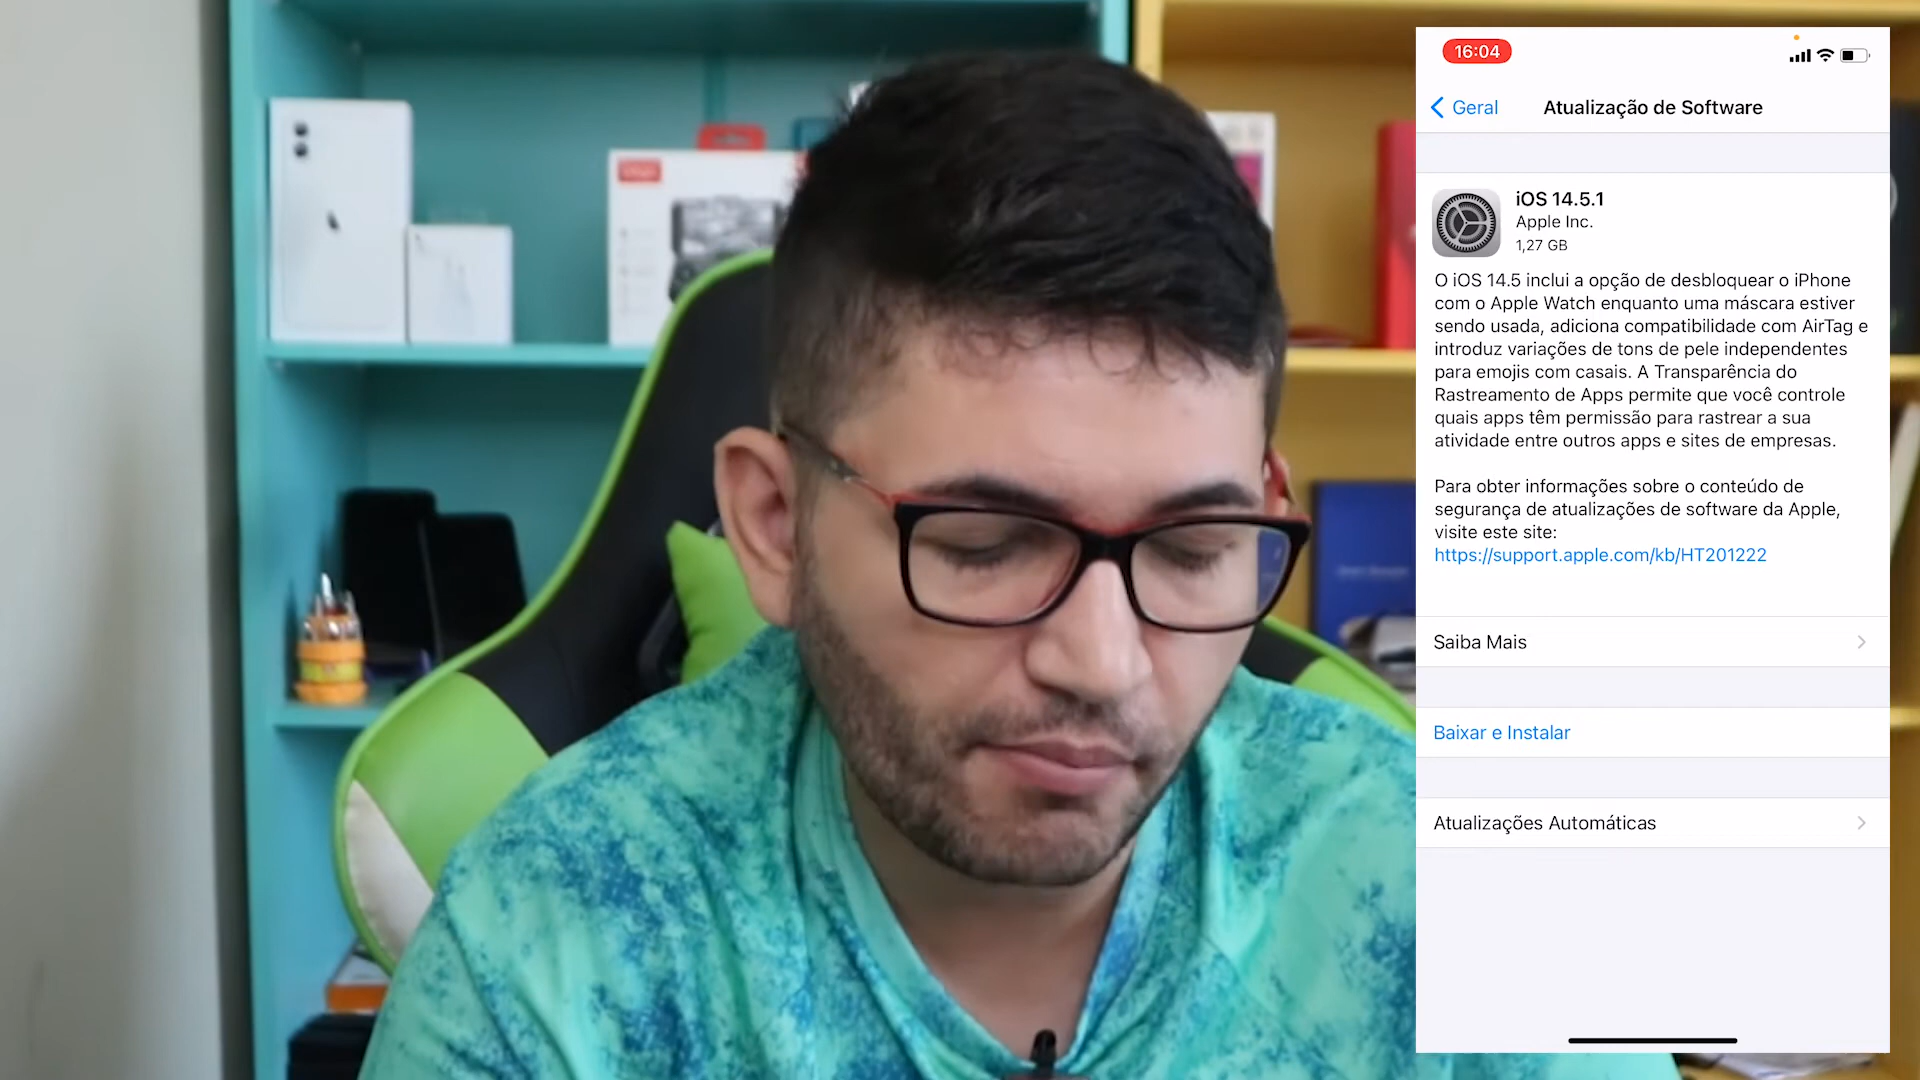 16:04
Geral
Atualização de Software
iOS 14.5.1
Apple Inc.
1,27 GB
O iOS 14.5 inclui a opção de desbloquear o iPhone
com o Apple Watch enquanto uma máscara estiver
sendo usada, adiciona compatibilidade com AirTag e
introduz variações de tons de pele independentes
para emojis com casais. A Transparência do
Rastreamento de Apps permite que você controle
quais apps têm permissão para rastrear a sua
atividade entre outros apps e sites de empresas.
Para obter informações sobre o conteúdo de
segurança de atualizações de software da Apple,
visite este site:
https://support.apple.com/kb/HT201222
Saiba Mais
Baixar e Instalar
Atualizações Automáticas